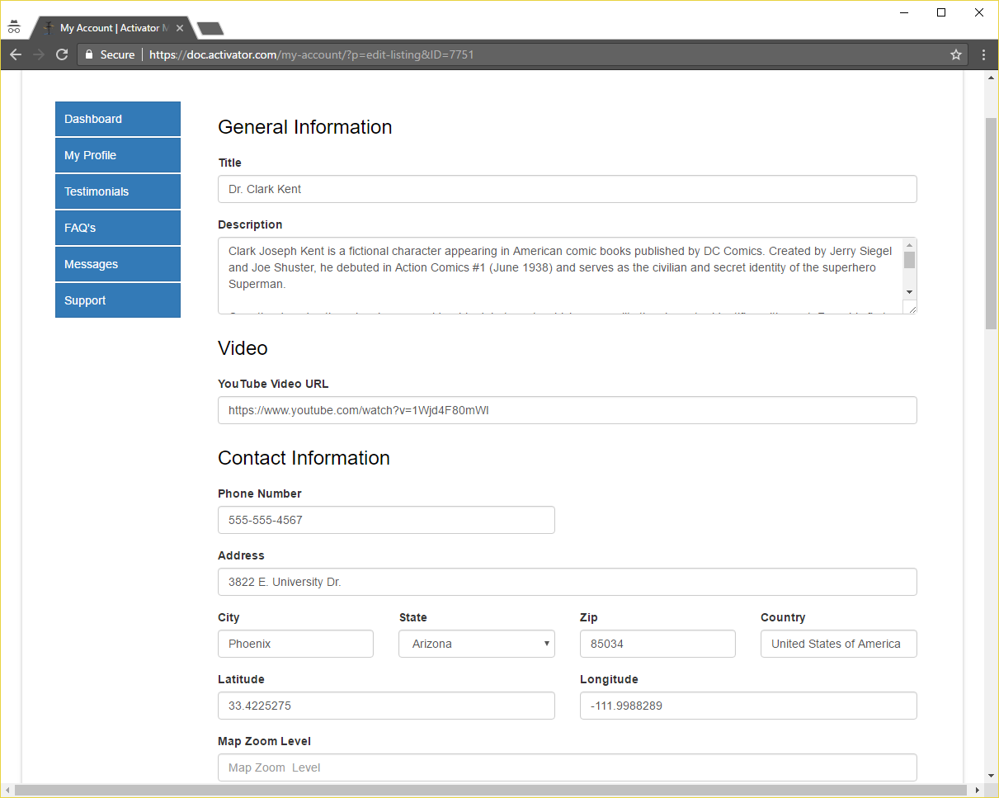 My Account | Activator M
Secure
https://doc.activator.com/my-account/?p=edit-listing&ID=7751
Dashboard
My Profile
Testimonials
FAQ's
Messages
Support
General Information
Title
Dr. Clark Kent
Description
Clark Joseph Kent is a fictional character appearing in American comic books published by DC Comics. Created by Jerry Siegel
and Joe Shuster, he debuted in Action Comics #1 (June 1938) and serves as the civilian and secret identity of the superhero
Superman.
Video
YouTube Video URL
https://www.youtube.com/watch?v=1Wjd4F80mWI
Contact Information
Phone Number
555-555-4567
Address
3822 E. University Dr.
City State Zip Country
Phoenix Arizona 85034 United States of America
Latitude Longitude
33.4225275 -111.9988289
Map Zoom Level
Map Zoom  Level